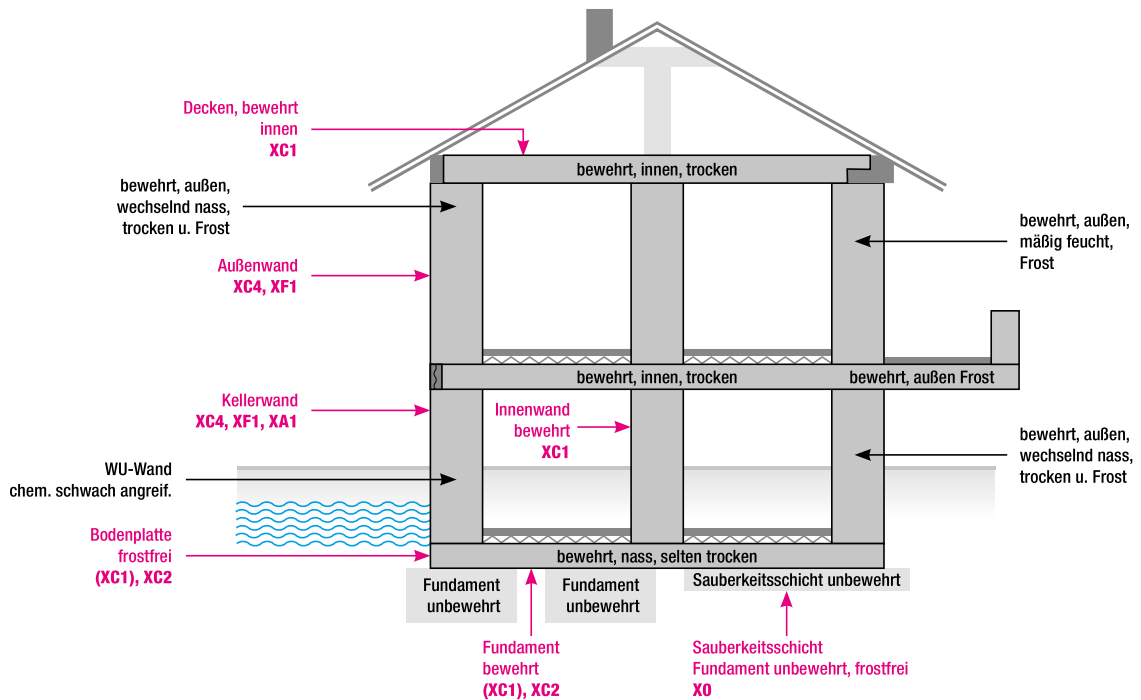 Decken, bewehrt
innen
XC1
bewehrt, innen, trocken
bewehrt, außen,
wechselnd nass,
trocken u. Frost
bewehrt, außen,
mäßig feucht,
Frost
Außenwand
XC4, XF1
bewehrt, innen, trocken
bewehrt, außen Frost
Kellerwand
XC4, XF1, XA1
Innenwand
bewehrt
XC1
bewehrt, außen,
wechselnd nass,
trocken u. Frost
WU-Wand
chem. schwach angreif.
Bodenplatte
frostfrei
(XC1), XC2
bewehrt, nass, selten trocken
Fundament
unbewehrt
Fundament
unbewehrt
Sauberkeitsschicht unbewehrt
Fundament
bewehrt
(XC1), XC2
Sauberkeitsschicht
Fundament unbewehrt, frostfrei
X0